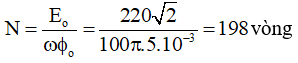 N = E₀/ωϕ₀ = 220√2/100π.5.10⁻³ = 198 vòng